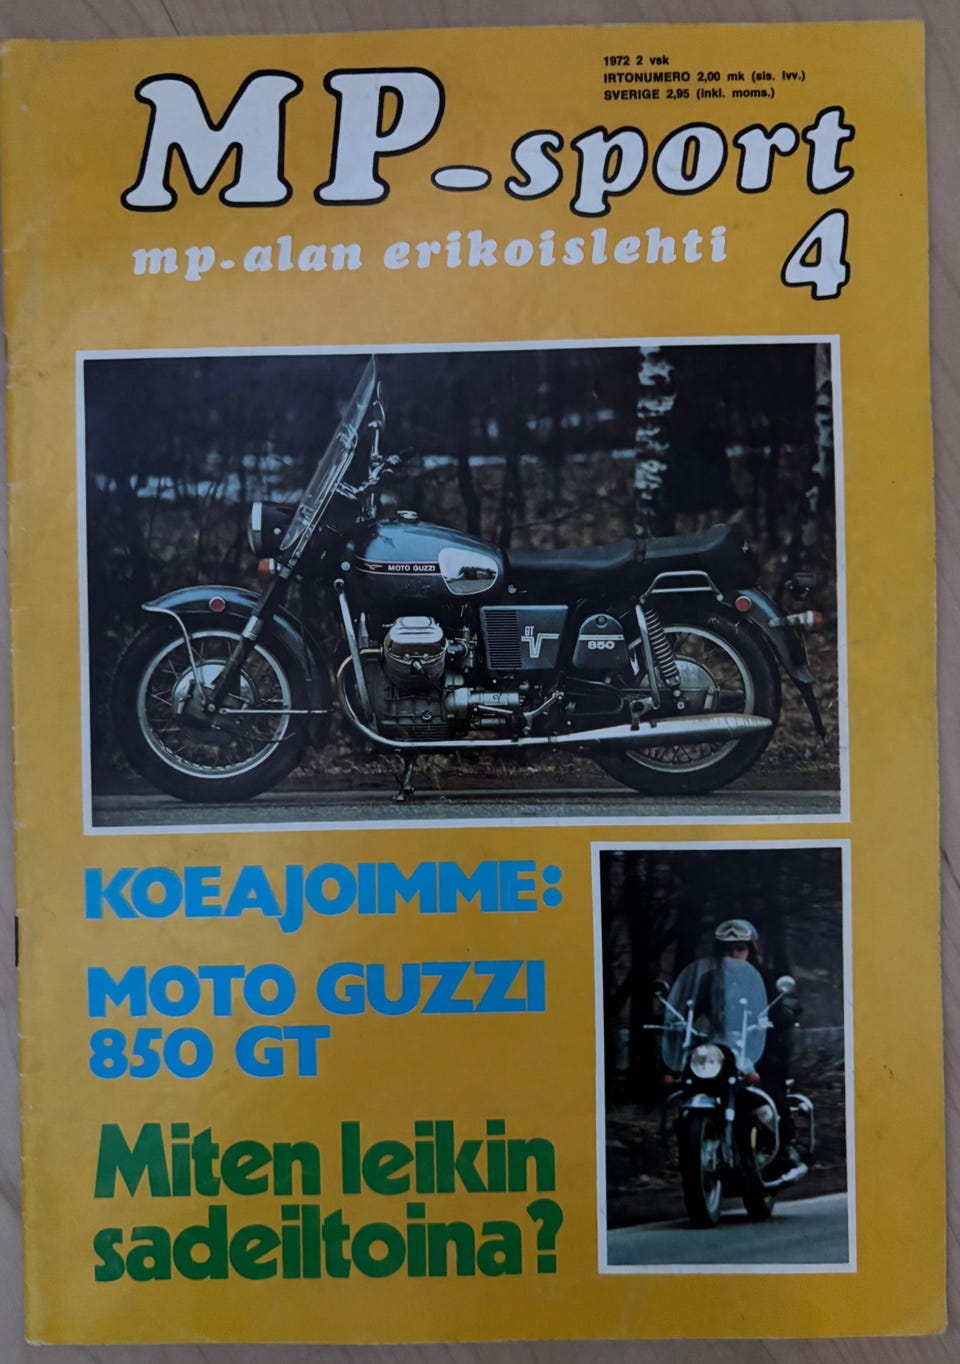 1972 2 vsk
IRTONUMERO 2,00 mk (sis. lvv.)
SVERIGE 2,95 (inkl. moms.)
MP-sport
mp-alan erikoislehti
4
MOTO GUZZI
GT
V
850
KOEAJOIMME:
MOTO GUZZI
850 GT
Miten leikin
sadeiltoina?